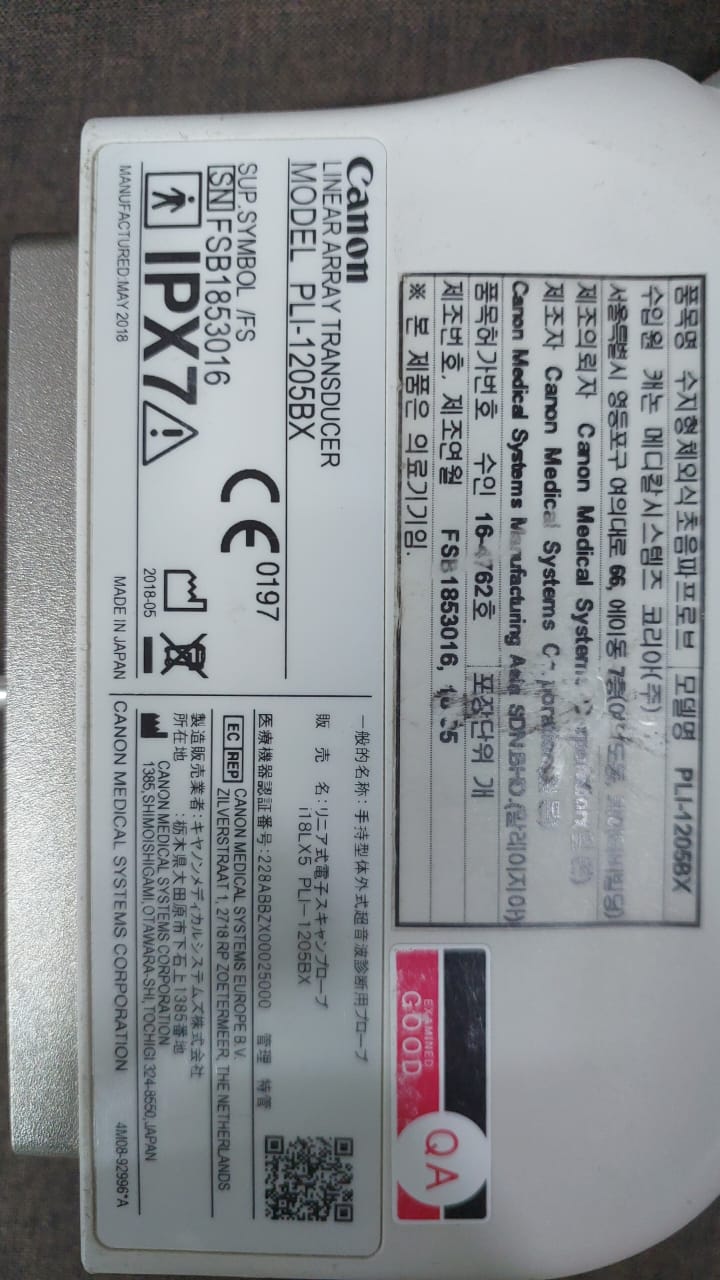 품목명 수지형체외식초음파프로브 모델명 PLI-1205BX
수입원 캐논 메디칼시스템즈 코리아(주)
서울특별시 영등포구 여의대로 66, 에이동 7층
제조의뢰자 Canon Medical Systems
제조자 Canon Medical Systems
Canon Medical Systems Manufacturing Asia SDN.BHD.(말레이지아)
품목허가번호 수인 16-4762호 포장단위 개
제조번호, 제조연월 FSB1853016,
※ 본 제품은 의료기기임.
EXAMINED
GOOD
QA
Canon
LINEAR ARRAY TRANSDUCER
MODEL PLI-1205BX
SUP.SYMBOL /FS
SN FSB1853016
IPX7
CE 0197
2018-05
MANUFACTURED:MAY 2018
MADE IN JAPAN
一般的名称:手持型体外式超音波診断用プローブ
販売名:リニア式電子スキャンプローブ
i18LX5 PLI-1205BX
医療機器認証番号:228ABBZX00025000 管理 特管
EC REP CANON MEDICAL SYSTEMS EUROPE B.V.
ZILVERSTRAAT 1, 2718 RP ZOETERMEER, THE NETHERLANDS
製造販売業者:キヤノンメディカルシステムズ株式会社
所在地:栃木県大田原市下石上1385番地
CANON MEDICAL SYSTEMS CORPORATION
1385, SHIMOISHIGAMI, OTAWARA-SHI, TOCHIGI 324-8550, JAPAN
CANON MEDICAL SYSTEMS CORPORATION
4M08-92996*A